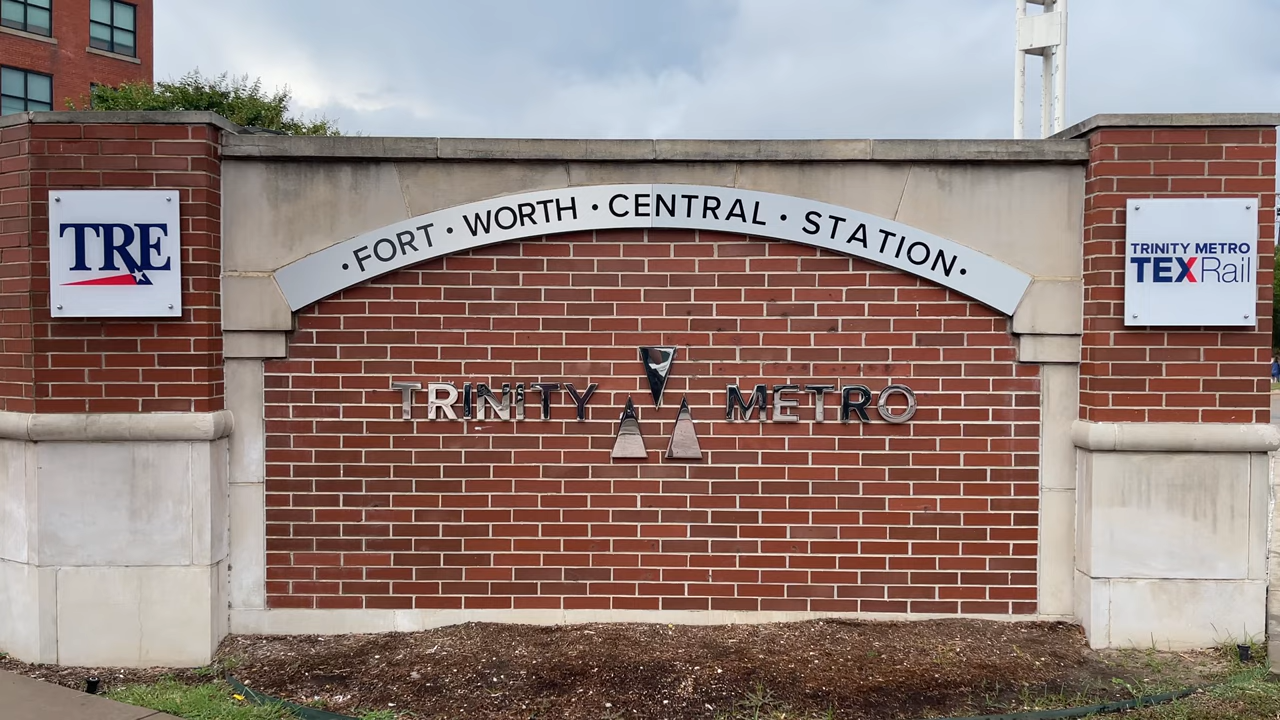 TRE
• FORT • WORTH • CENTRAL • STATION •
TRINITY METRO
TRINITY METRO
TEXRail